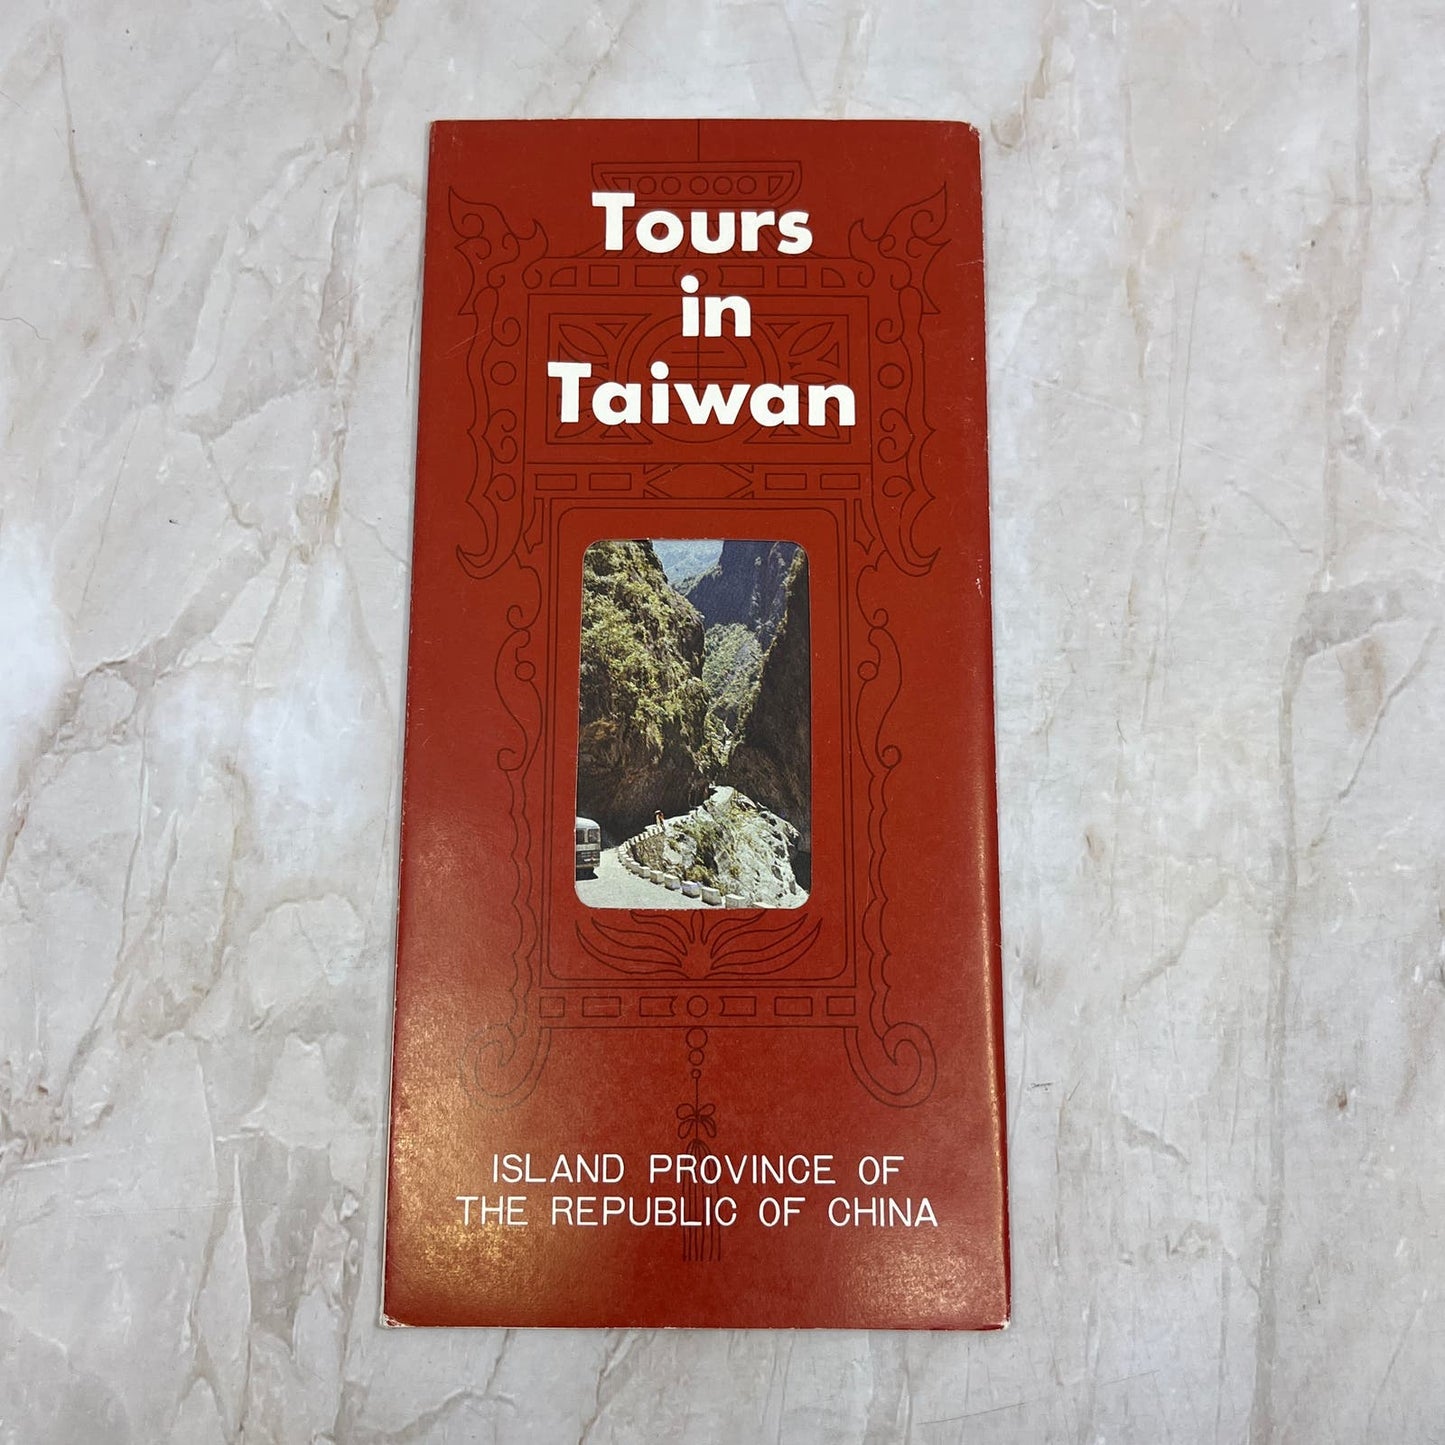 Tours
in
Taiwan
ISLAND PROVINCE OF
THE REPUBLIC OF CHINA